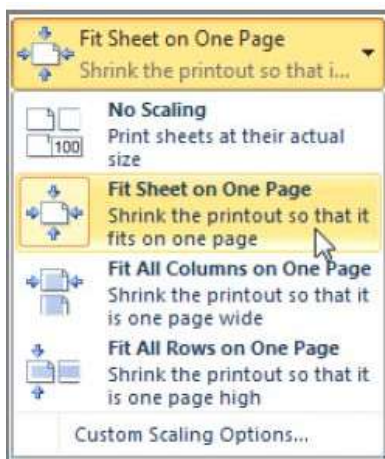 Fit Sheet on One Page
Shrink the printout so that i...
No Scaling
Print sheets at their actual
size
100
Fit Sheet on One Page
Shrink the printout so that it
fits on one page
Fit All Columns on One Page
Shrink the printout so that it
is one page wide
Fit All Rows on One Page
Shrink the printout so that it
is one page high
Custom Scaling Options...